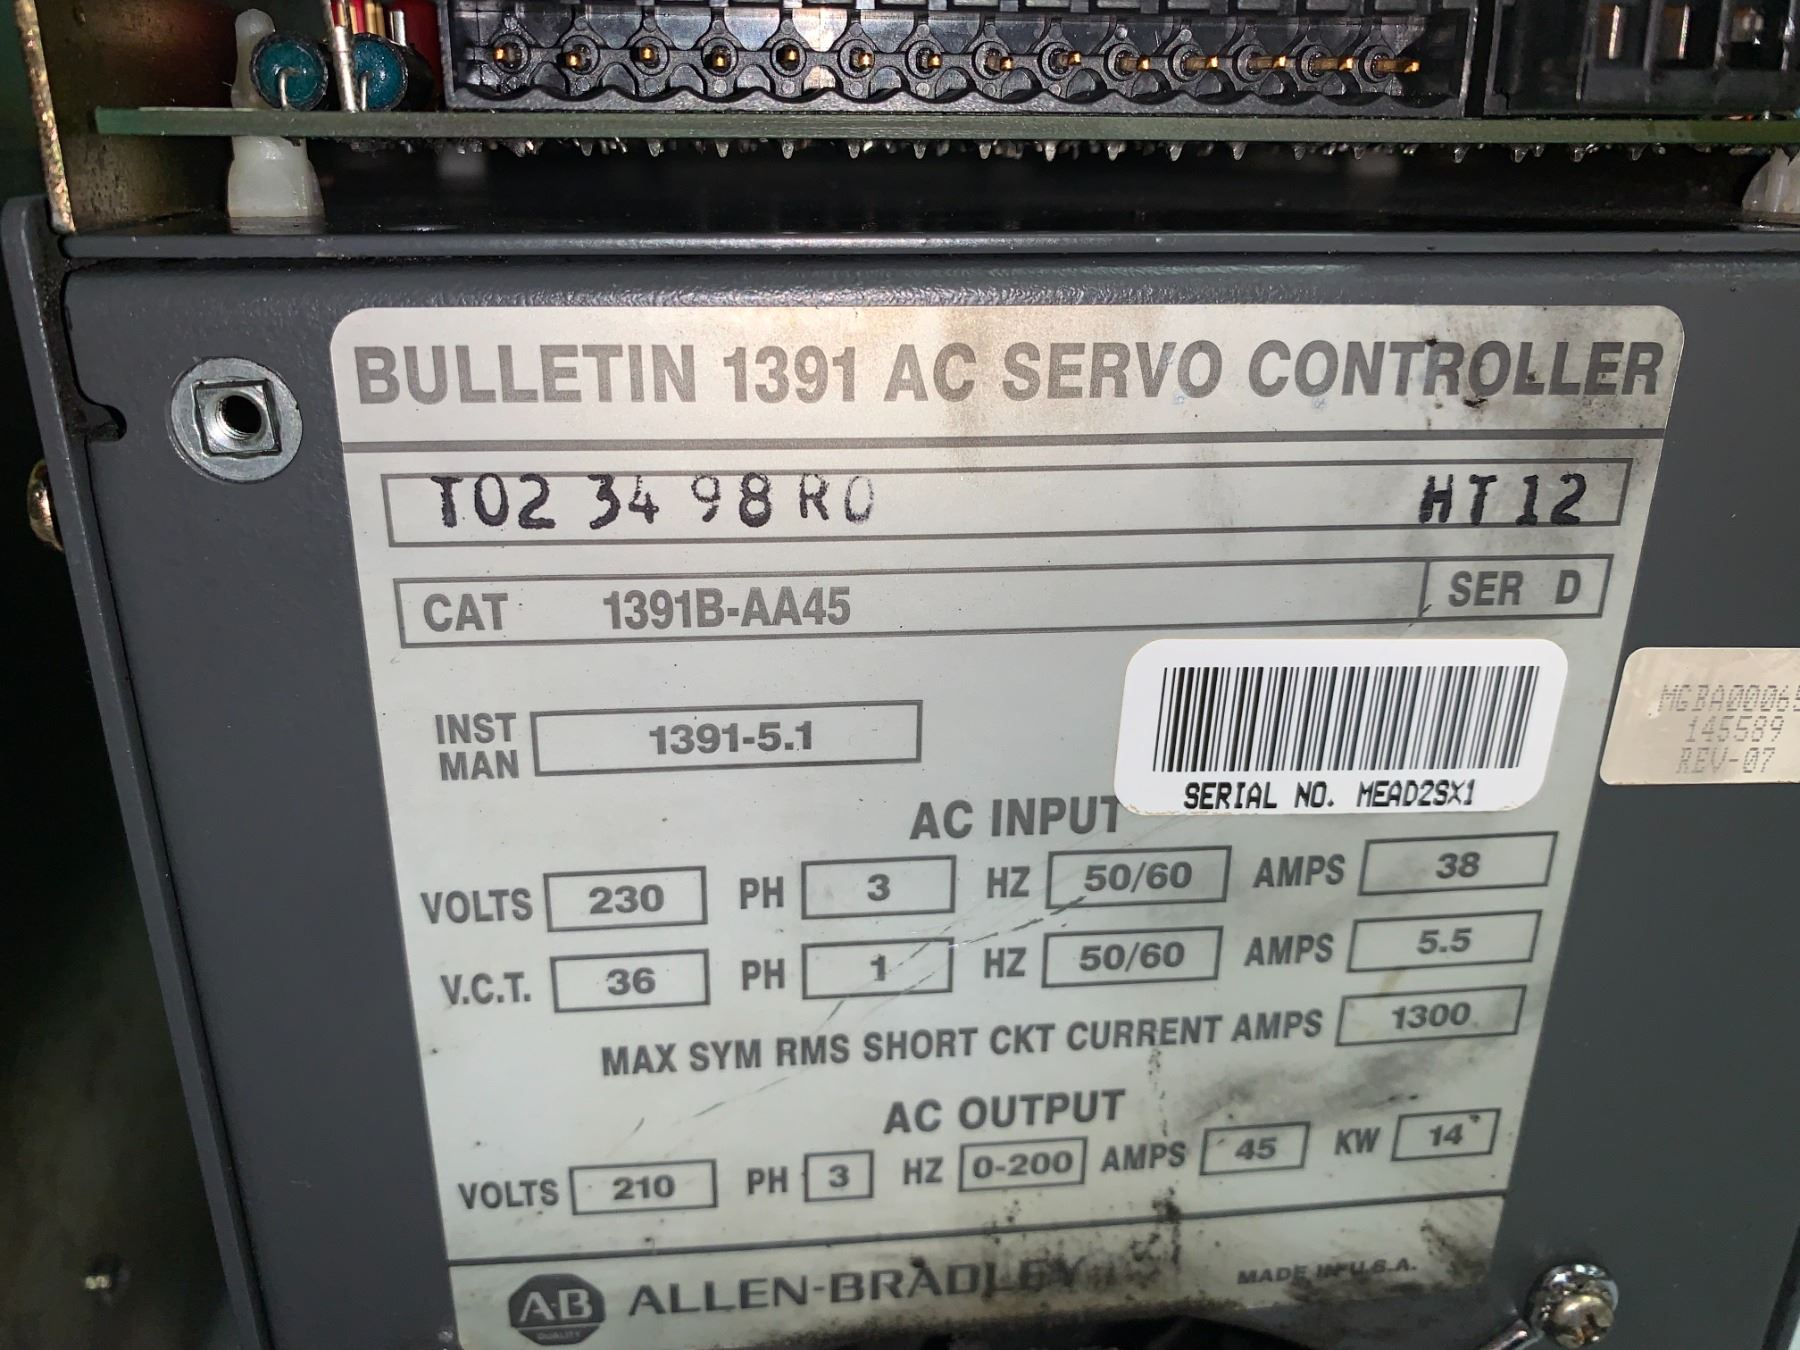 BULLETIN 1391 AC SERVO CONTROLLER
T02 34 98 R0 HT 12
CAT 1391B-AA45 SER D
INST MAN 1391-5.1
SERIAL NO. MEAD2SX1
MGBA00065
145589
REV-07
AC INPUT
VOLTS 230 PH 3 HZ 50/60 AMPS 38
V.C.T. 36 PH 1 HZ 50/60 AMPS 5.5
MAX SYM RMS SHORT CKT CURRENT AMPS 1300
AC OUTPUT
VOLTS 210 PH 3 HZ 0-200 AMPS 45 KW 14
A-B QUALITY ALLEN-BRADLEY MADE IN U.S.A.